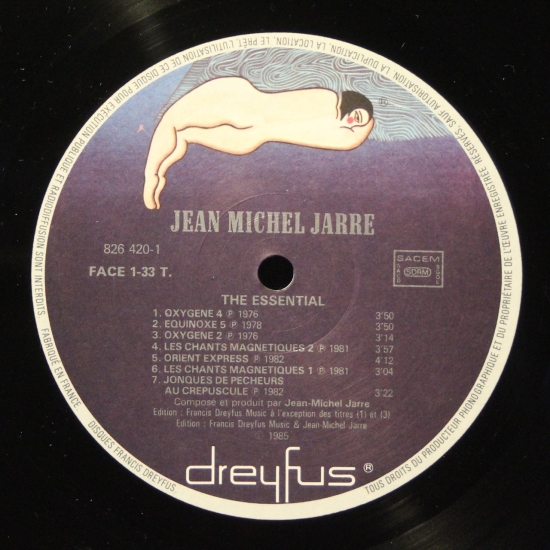 TOUS DROITS DU PRODUCTEUR PHONOGRAPHIQUE ET DU PROPRIETAIRE DE L'ŒUVRE ENREGISTREE RESERVES. SAUF AUTORISATION, LA DUPLICATION, LA LOCATION, LE PRET, L'UTILISATION DE CE DISQUE POUR EXECUTION PUBLIQUE ET RADIODIFFUSION SONT INTERDITS
FABRIQUE EN FRANCE
DISQUES FRANCIS DREYFUS.
®
JEAN MICHEL JARRE
826 420-1
FACE 1-33 T.
SACEM
SACD
SDRM
SGDL
THE ESSENTIAL
1. OXYGENE 4 ℗ 1976 3'50
2. EQUINOXE 5 ℗ 1978 3'50
3. OXYGENE 2 ℗ 1976 3'14
4. LES CHANTS MAGNETIQUES 2 ℗ 1981 3'57
5. ORIENT EXPRESS ℗ 1982 4'12
6. LES CHANTS MAGNETIQUES 1 ℗ 1981 3'04
7. JONQUES DE PECHEURS
AU CREPUSCULE ℗ 1982 3'22
Composé et produit par Jean-Michel Jarre
Edition : Francis Dreyfus Music à l'exception des titres (1) et (3)
Edition : Francis Dreyfus Music & Jean-Michel Jarre
1985
dreyfus®